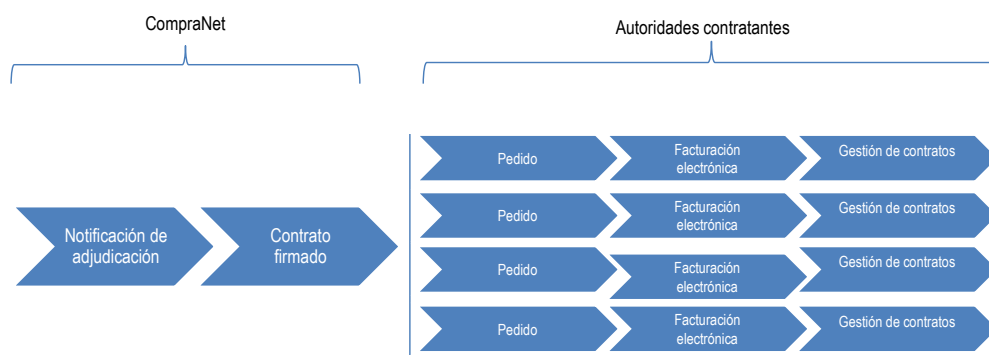 CompraNet
Autoridades contratantes
Notificación de
adjudicación
Contrato
firmado
Pedido
Facturación
electrónica
Gestión de contratos
Pedido
Facturación
electrónica
Gestión de contratos
Pedido
Facturación
electrónica
Gestión de contratos
Pedido
Facturación
electrónica
Gestión de contratos